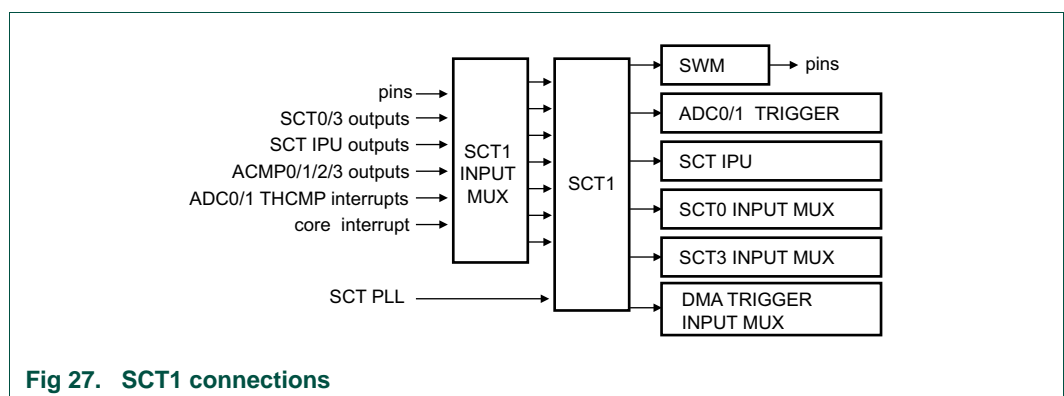 pins
SCT0/3 outputs
SCT IPU outputs
ACMP0/1/2/3 outputs
ADC0/1 THCMP interrupts
core interrupt
SCT PLL
SCT1
INPUT
MUX
SCT1
SWM
pins
ADC0/1 TRIGGER
SCT IPU
SCT0 INPUT MUX
SCT3 INPUT MUX
DMA TRIGGER
INPUT MUX
Fig 27. SCT1 connections